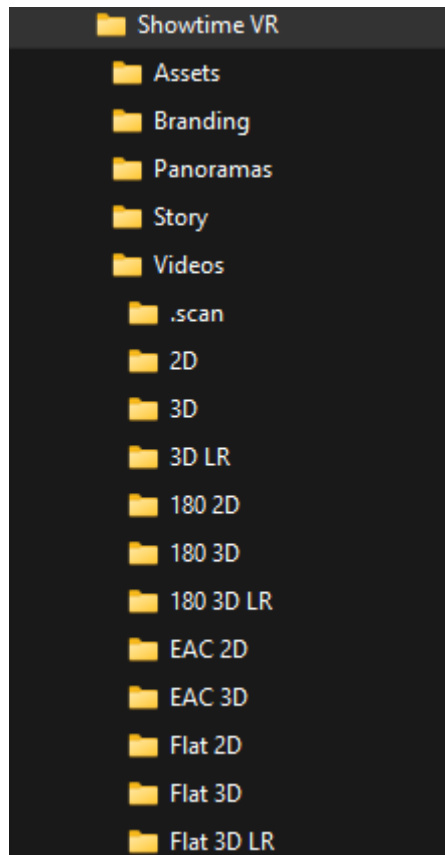 Showtime VR
Assets
Branding
Panoramas
Story
Videos
.scan
2D
3D
3D LR
180 2D
180 3D
180 3D LR
EAC 2D
EAC 3D
Flat 2D
Flat 3D
Flat 3D LR